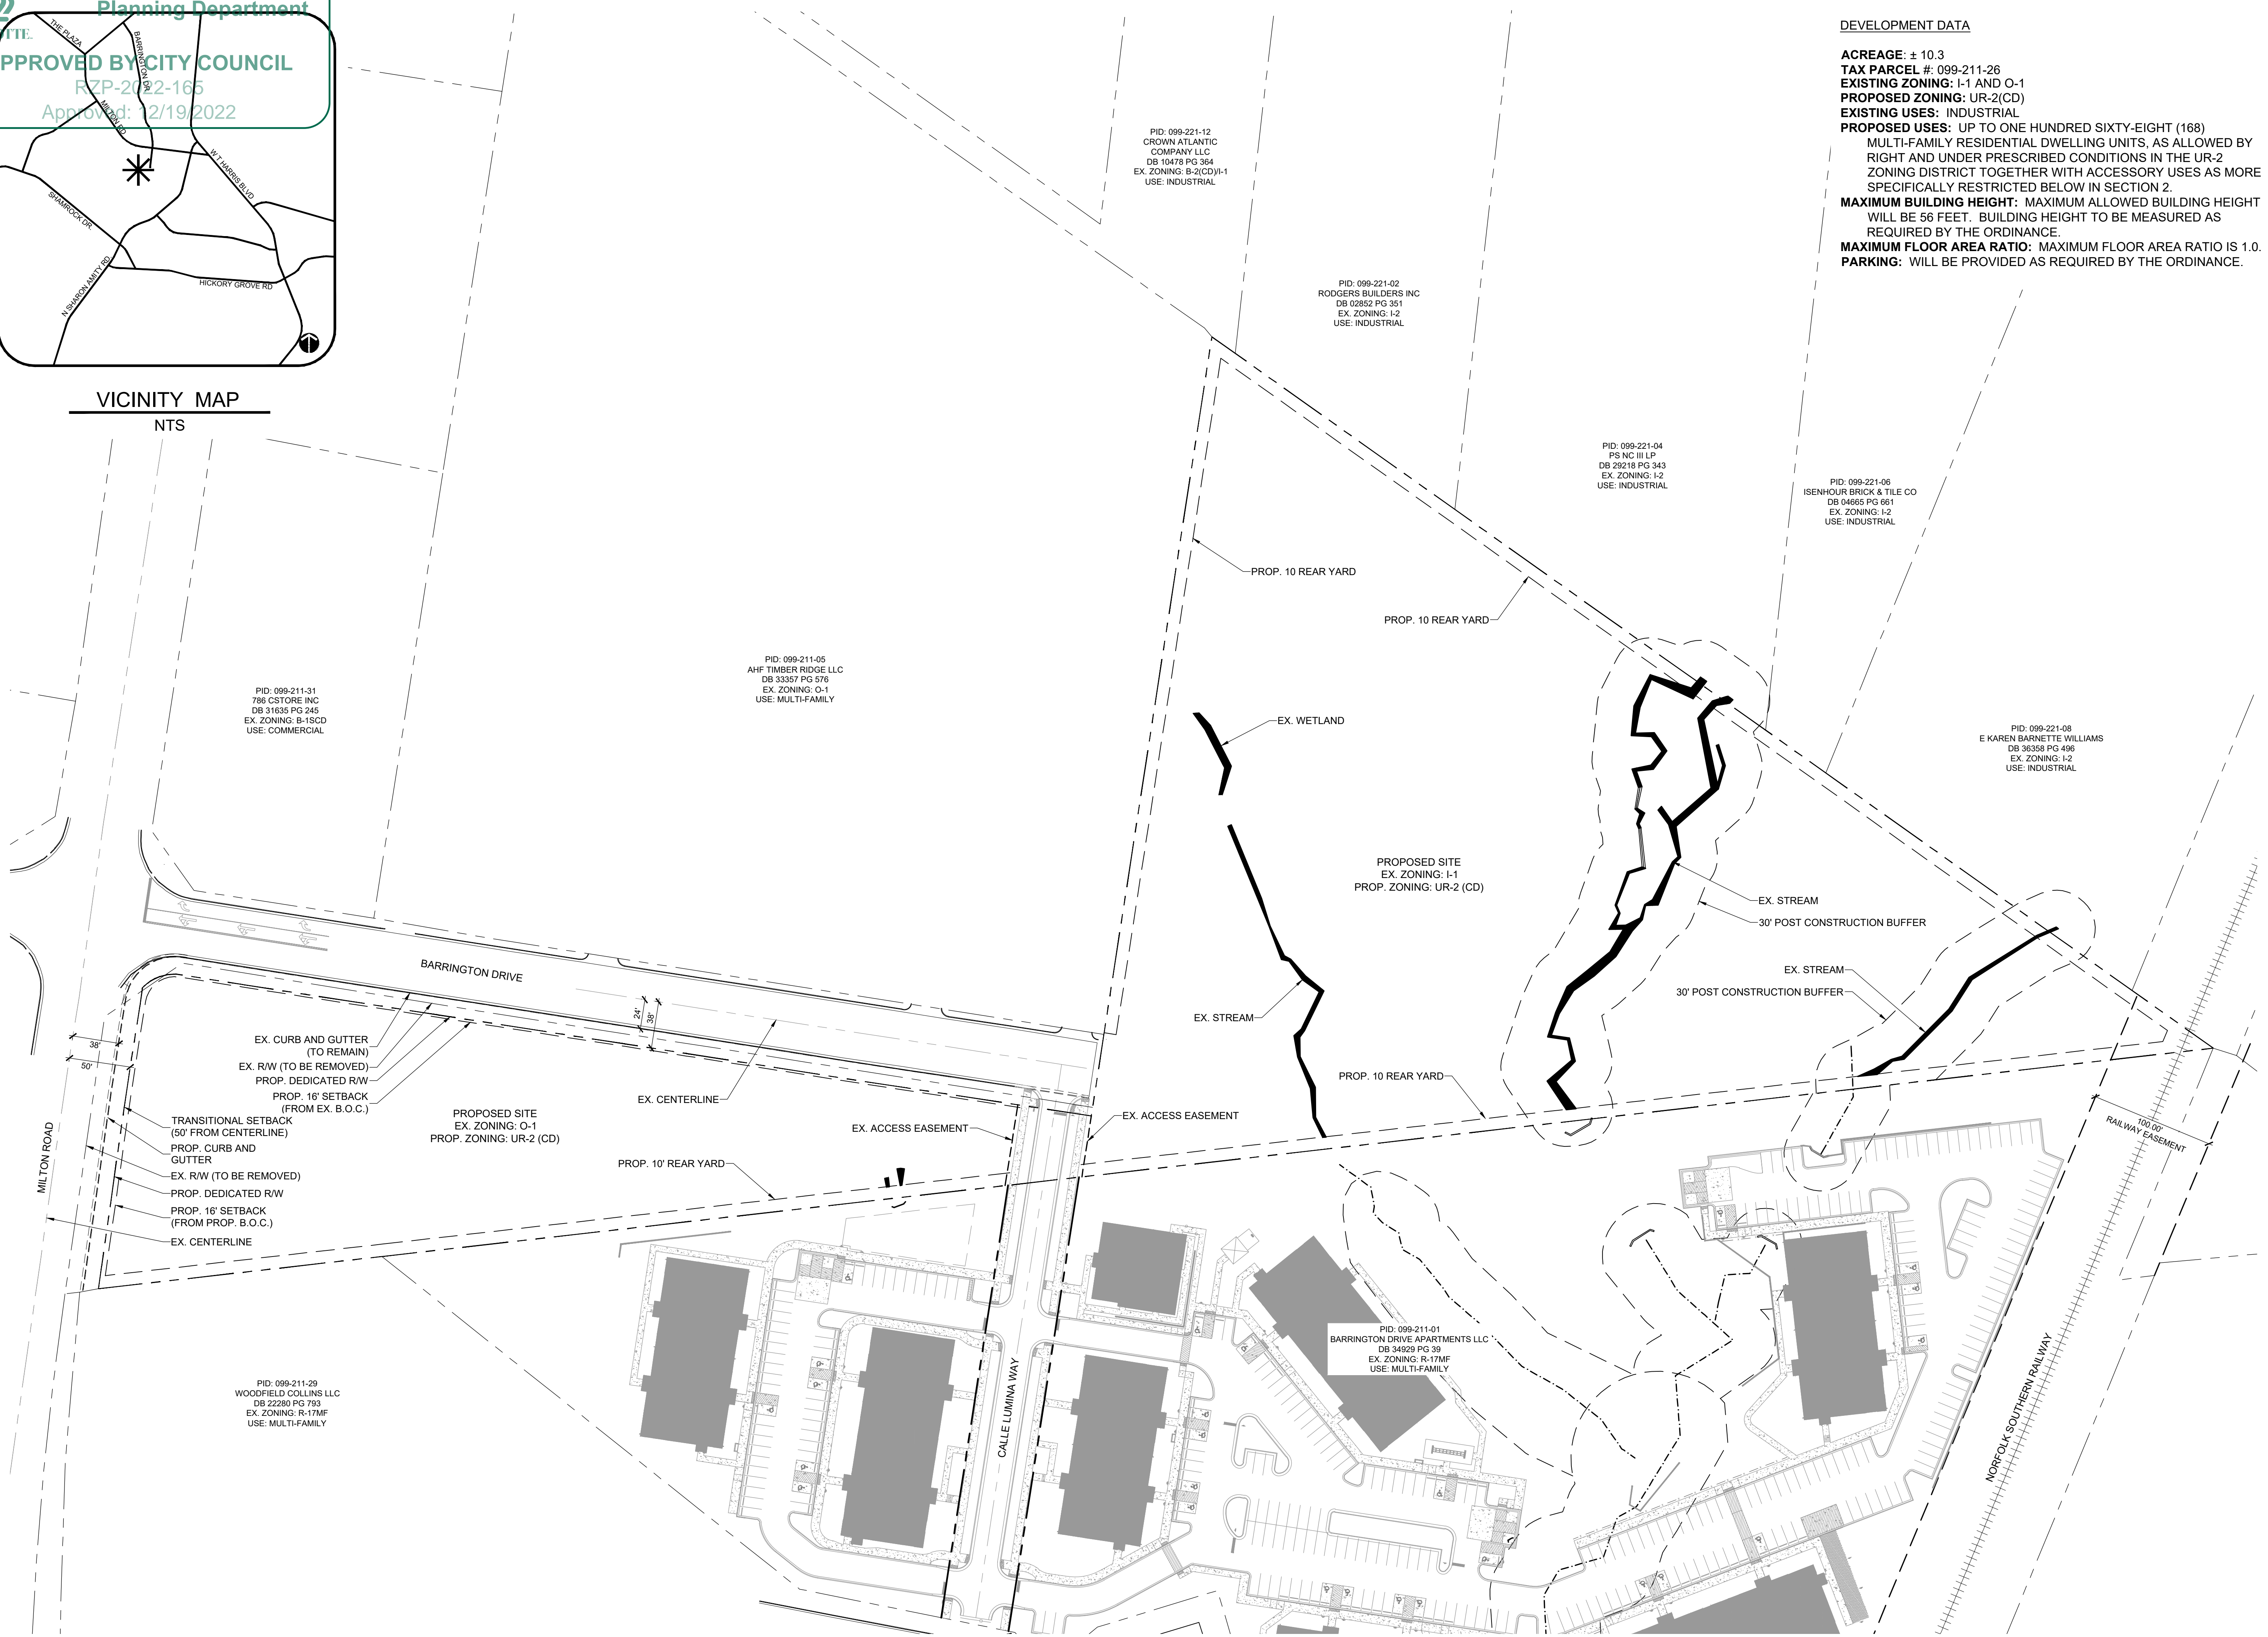 Planning Department
TTE.
PPROVED BY CITY COUNCIL
RZP-2022-165
Approved: 12/19/2022
THE PLAZA
BARRINGTON DR.
MILTON RD
W T HARRIS BLVD
SHAMROCK DR.
N SHARON AMITY RD
HICKORY GROVE RD
VICINITY MAP
NTS
DEVELOPMENT DATA
ACREAGE: ± 10.3
TAX PARCEL #: 099-211-26
EXISTING ZONING: I-1 AND O-1
PROPOSED ZONING: UR-2(CD)
EXISTING USES: INDUSTRIAL
PROPOSED USES: UP TO ONE HUNDRED SIXTY-EIGHT (168)
MULTI-FAMILY RESIDENTIAL DWELLING UNITS, AS ALLOWED BY
RIGHT AND UNDER PRESCRIBED CONDITIONS IN THE UR-2
ZONING DISTRICT TOGETHER WITH ACCESSORY USES AS MORE
SPECIFICALLY RESTRICTED BELOW IN SECTION 2.
MAXIMUM BUILDING HEIGHT: MAXIMUM ALLOWED BUILDING HEIGHT
WILL BE 56 FEET. BUILDING HEIGHT TO BE MEASURED AS
REQUIRED BY THE ORDINANCE.
MAXIMUM FLOOR AREA RATIO: MAXIMUM FLOOR AREA RATIO IS 1.0.
PARKING: WILL BE PROVIDED AS REQUIRED BY THE ORDINANCE.
PID: 099-221-12
CROWN ATLANTIC
COMPANY LLC
DB 10478 PG 364
EX. ZONING: B-2(CD)/I-1
USE: INDUSTRIAL
PID: 099-221-02
RODGERS BUILDERS INC
DB 02852 PG 351
EX. ZONING: I-2
USE: INDUSTRIAL
PID: 099-221-04
PS NC III LP
DB 29218 PG 343
EX. ZONING: I-2
USE: INDUSTRIAL
PID: 099-221-06
ISENHOUR BRICK & TILE CO
DB 04665 PG 661
EX. ZONING: I-2
USE: INDUSTRIAL
PROP. 10 REAR YARD
PROP. 10 REAR YARD
PID: 099-211-31
786 CSTORE INC
DB 31635 PG 245
EX. ZONING: B-1SCD
USE: COMMERCIAL
PID: 099-211-05
AHF TIMBER RIDGE LLC
DB 33357 PG 576
EX. ZONING: O-1
USE: MULTI-FAMILY
EX. WETLAND
PID: 099-221-08
E KAREN BARNETTE WILLIAMS
DB 36358 PG 496
EX. ZONING: I-2
USE: INDUSTRIAL
PROPOSED SITE
EX. ZONING: I-1
PROP. ZONING: UR-2 (CD)
EX. STREAM
30' POST CONSTRUCTION BUFFER
EX. STREAM
30' POST CONSTRUCTION BUFFER
BARRINGTON DRIVE
24'
38'
EX. STREAM
38'
50'
EX. CURB AND GUTTER
(TO REMAIN)
EX. R/W (TO BE REMOVED)
PROP. DEDICATED R/W
PROP. 16' SETBACK
(FROM EX. B.O.C.)
TRANSITIONAL SETBACK
(50' FROM CENTERLINE)
PROP. CURB AND
GUTTER
EX. R/W (TO BE REMOVED)
PROP. DEDICATED R/W
PROP. 16' SETBACK
(FROM PROP. B.O.C.)
EX. CENTERLINE
MILTON ROAD
PROPOSED SITE
EX. ZONING: O-1
PROP. ZONING: UR-2 (CD)
EX. CENTERLINE
EX. ACCESS EASEMENT
EX. ACCESS EASEMENT
PROP. 10' REAR YARD
PROP. 10 REAR YARD
100.00'
RAILWAY EASEMENT
PID: 099-211-29
WOODFIELD COLLINS LLC
DB 22280 PG 793
EX. ZONING: R-17MF
USE: MULTI-FAMILY
CALLE LUMINA WAY
PID: 099-211-01
BARRINGTON DRIVE APARTMENTS LLC
DB 34929 PG 39
EX. ZONING: R-17MF
USE: MULTI-FAMILY
NORFOLK SOUTHERN RAILWAY